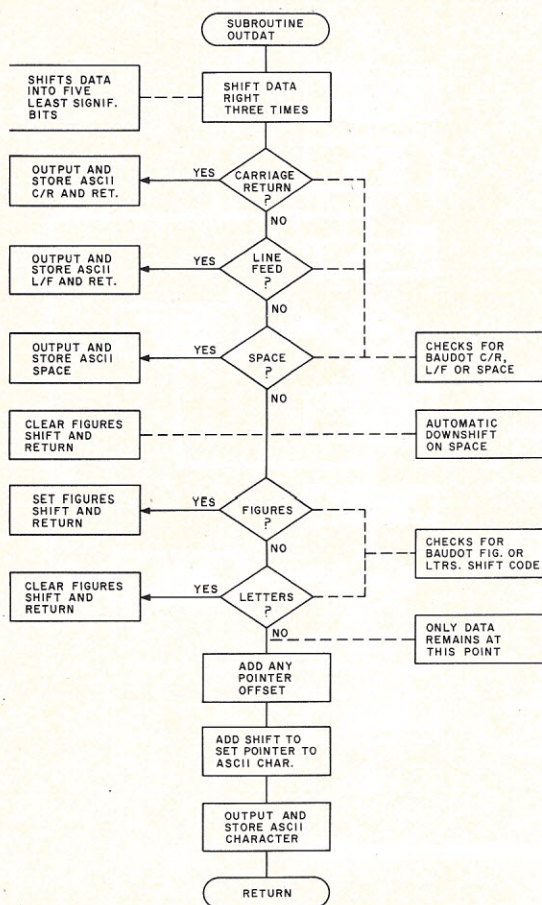 SUBROUTINE
OUTDAT
SHIFTS DATA
INTO FIVE
LEAST SIGNIF.
BITS
SHIFT DATA
RIGHT
THREE TIMES
OUTPUT AND
STORE ASCII
C/R AND RET.
YES
CARRIAGE
RETURN
?
NO
OUTPUT AND
STORE ASCII
L/F AND RET.
YES
LINE
FEED
?
NO
OUTPUT AND
STORE ASCII
SPACE
YES
SPACE
?
NO
CHECKS FOR
BAUDOT C/R,
L/F OR SPACE
CLEAR FIGURES
SHIFT AND
RETURN
AUTOMATIC
DOWNSHIFT
ON SPACE
SET FIGURES
SHIFT AND
RETURN
YES
FIGURES
?
NO
CHECKS FOR
BAUDOT FIG. OR
LTRS. SHIFT CODE
CLEAR FIGURES
SHIFT AND
RETURN
YES
LETTERS
?
NO
ONLY DATA
REMAINS AT
THIS POINT
ADD ANY
POINTER
OFFSET
ADD SHIFT TO
SET POINTER TO
ASCII CHAR.
OUTPUT AND
STORE ASCII
CHARACTER
RETURN